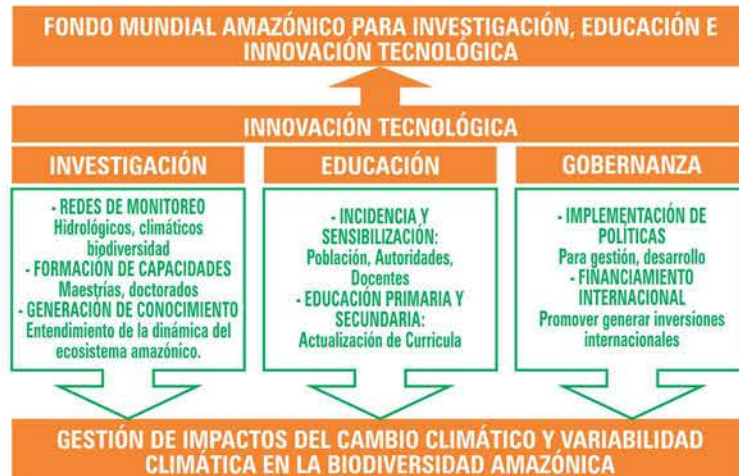 FONDO MUNDIAL AMAZÓNICO PARA INVESTIGACIÓN, EDUCACIÓN E
INNOVACIÓN TECNOLÓGICA
INNOVACIÓN TECNOLÓGICA
INVESTIGACIÓN
- REDES DE MONITOREO
Hidrológicos, climáticos
biodiversidad
- FORMACIÓN DE CAPACIDADES
Maestrías, doctorados
- GENERACIÓN DE CONOCIMIENTO
Entendimiento de la dinámica del
ecosistema amazónico.
EDUCACIÓN
- INCIDENCIA Y
SENSIBILIZACIÓN:
Población, Autoridades,
Docentes
- EDUCACIÓN PRIMARIA Y
SECUNDARIA:
Actualización de Curricula
GOBERNANZA
- IMPLEMENTACIÓN DE
POLÍTICAS
Para gestión, desarrollo
- FINANCIAMIENTO
INTERNACIONAL
Promover generar inversiones
internacionales
GESTIÓN DE IMPACTOS DEL CAMBIO CLIMÁTICO Y VARIABILIDAD
CLIMÁTICA EN LA BIODIVERSIDAD AMAZÓNICA